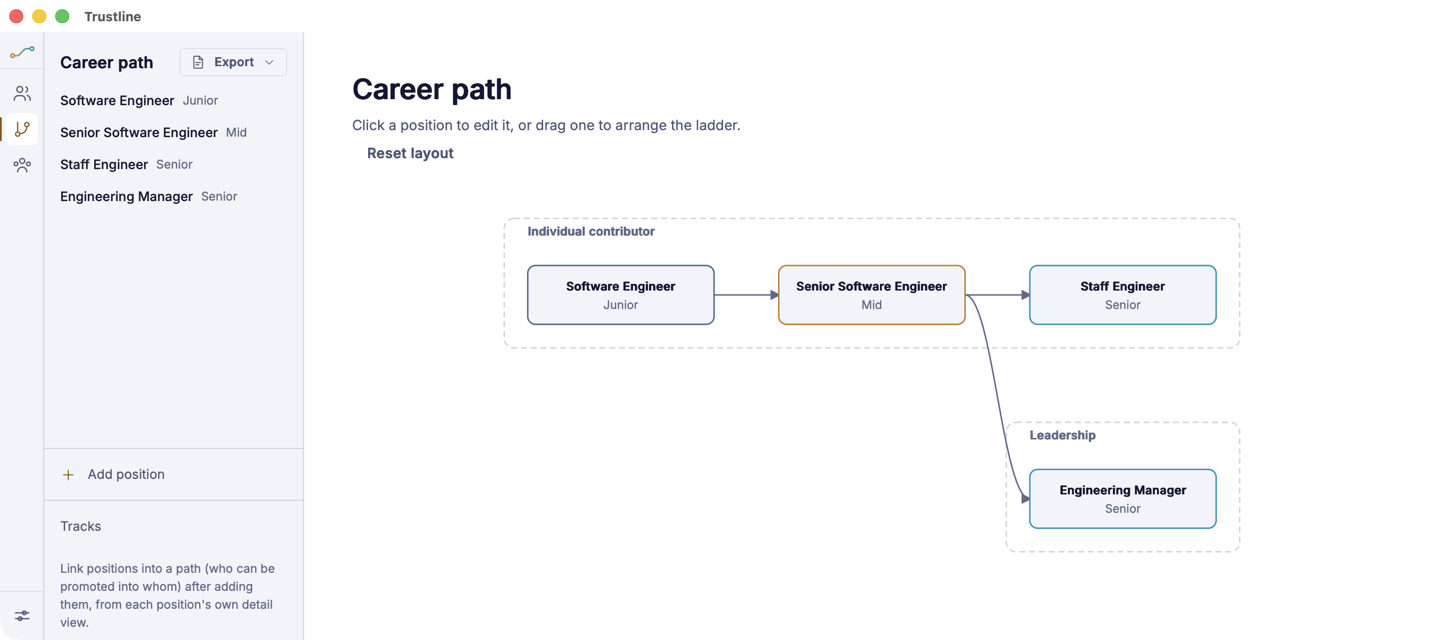 Trustline
Career path
Export
Software Engineer Junior
Senior Software Engineer Mid
Staff Engineer Senior
Engineering Manager Senior
Add position
Tracks
Link positions into a path (who can be
promoted into whom) after adding
them, from each position's own detail
view.
Career path
Click a position to edit it, or drag one to arrange the ladder.
Reset layout
Individual contributor
Software Engineer
Junior
Senior Software Engineer
Mid
Staff Engineer
Senior
Leadership
Engineering Manager
Senior